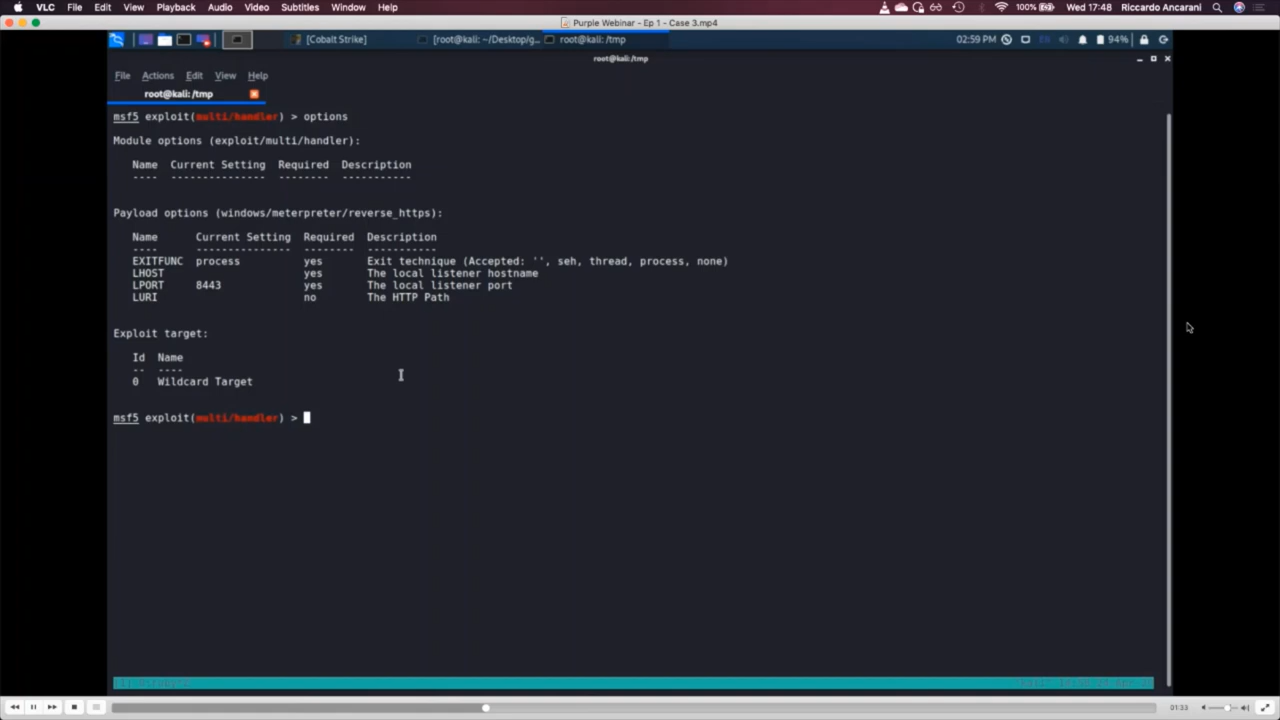 VLC File Edit View Playback Audio Video Subtitles Window Help 100% Wed 17:48 Riccardo Ancarani
Purple Webinar - Ep 1 - Case 3.mp4
[Cobalt Strike] [root@kali: ~/Desktop/g... root@kali: /tmp 02:59 PM 94%
root@kali: /tmp
File Actions Edit View Help
root@kali: /tmp
msf5 exploit(multi/handler) > options
Module options (exploit/multi/handler):
Name Current Setting Required Description
---- --------------- -------- -----------
Payload options (windows/meterpreter/reverse_https):
Name Current Setting Required Description
---- --------------- -------- -----------
EXITFUNC process yes Exit technique (Accepted: '', seh, thread, process, none)
LHOST yes The local listener hostname
LPORT 8443 yes The local listener port
LURI no The HTTP Path
Exploit target:
Id Name
-- ----
0 Wildcard Target
msf5 exploit(multi/handler) >
01:33